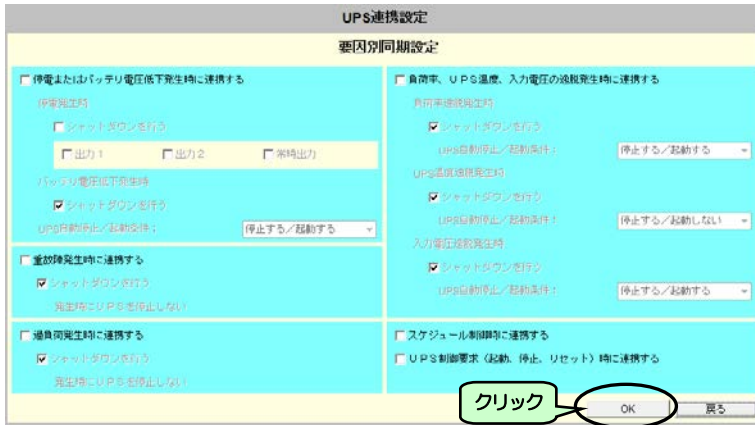 UPS連携設定
要因別同期設定
停電またはバッテリ電圧低下発生時に連携する
停電発生時
シャットダウンを行う
出力1 出力2 常時出力
バッテリ電圧低下発生時
シャットダウンを行う
UPS自動停止/起動条件: 停止する/起動する
重故障発生時に連携する
シャットダウンを行う
発生時にUPSを停止しない
過負荷発生時に連携する
シャットダウンを行う
発生時にUPSを停止しない
負荷率、UPS温度、入力電圧の逸脱発生時に連携する
負荷率逸脱発生時
シャットダウンを行う
UPS自動停止/起動条件: 停止する/起動する
UPS温度逸脱発生時
シャットダウンを行う
UPS自動停止/起動条件: 停止する/起動しない
入力電圧逸脱発生時
シャットダウンを行う
UPS自動停止/起動条件: 停止する/起動する
スケジュール制御時に連携する
UPS制御要求(起動、停止、リセット)時に連携する
クリック
OK 戻る